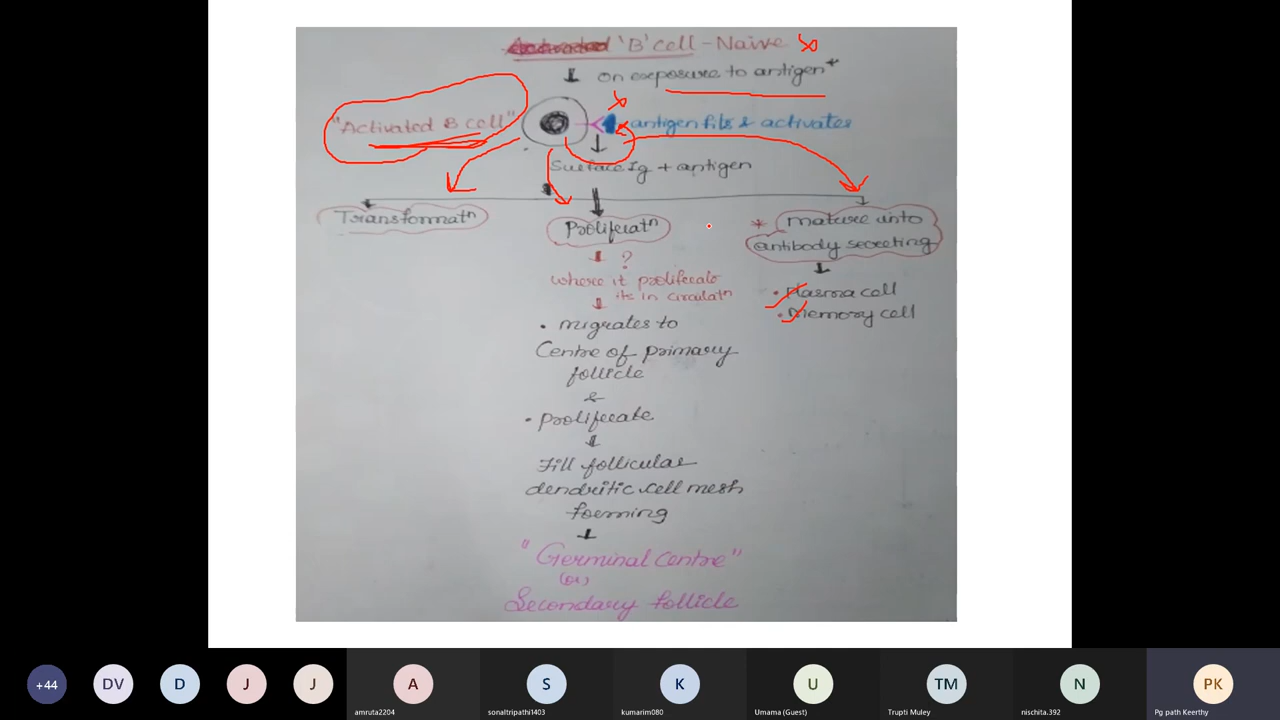 'B' cell - Naive
↓ on exposure to antigen
"Activated B cell"
antigen fits & activates
Surface Ig + antigen
Transformatn
Proliferatn
* mature into
antibody secreting
?
where it proliferate
its in circulatn
• Plasma cell
• Memory cell
• migrates to
Centre of primary
follicle
&
• Proliferate
Fill follicular
dendritic cell mesh
forming
"Germinal Centre"
(or)
Secondary follicle
+44
DV
D
J
J
A
S
K
U
TM
N
PK
amruta2204
sonaltripathi1403
kumarim080
Umama (Guest)
Trupti Muley
nischita.392
Pg path Keerthy